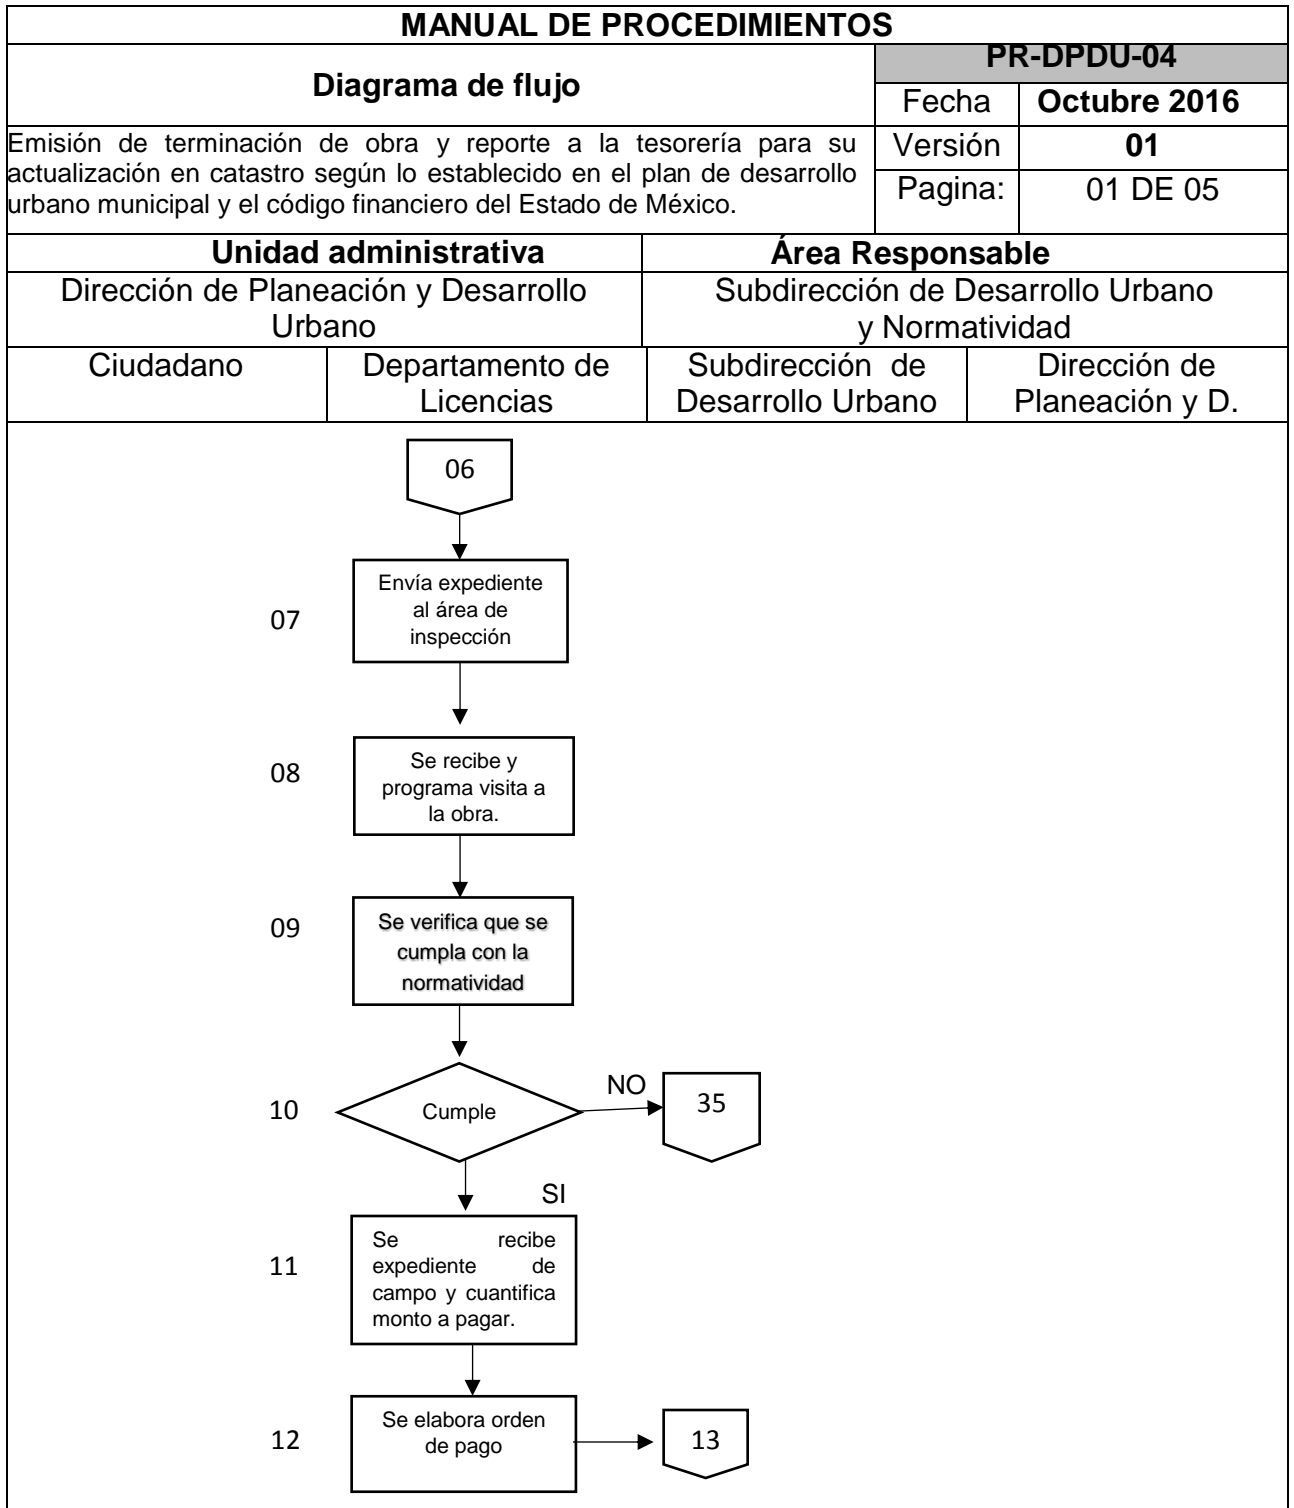 MANUAL DE PROCEDIMIENTOS
Diagrama de flujo
PR-DPDU-04
Fecha
Octubre 2016
Emisión de terminación de obra y reporte a la tesorería para su
actualización en catastro según lo establecido en el plan de desarrollo
urbano municipal y el código financiero del Estado de México.
Versión
01
Pagina:
01 DE 05
Unidad administrativa
Área Responsable
Dirección de Planeación y Desarrollo
Urbano
Subdirección de Desarrollo Urbano
y Normatividad
Ciudadano
Departamento de
Licencias
Subdirección de
Desarrollo Urbano
Dirección de
Planeación y D.
06
07
Envía expediente
al área de
inspección
08
Se recibe y
programa visita a
la obra.
09
Se verifica que se
cumpla con la
normatividad
10
Cumple
NO
35
SI
11
Se recibe
expediente de
campo y cuantifica
monto a pagar.
12
Se elabora orden
de pago
13